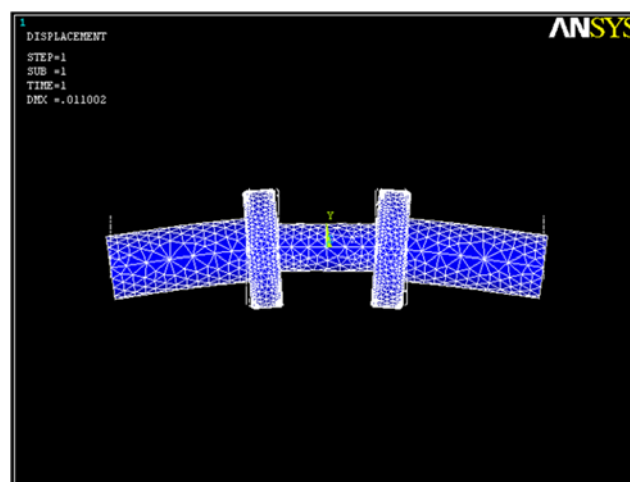 1
DISPLACEMENT
STEP=1
SUB =1
TIME=1
DMX =.011002
ANSYS
Y